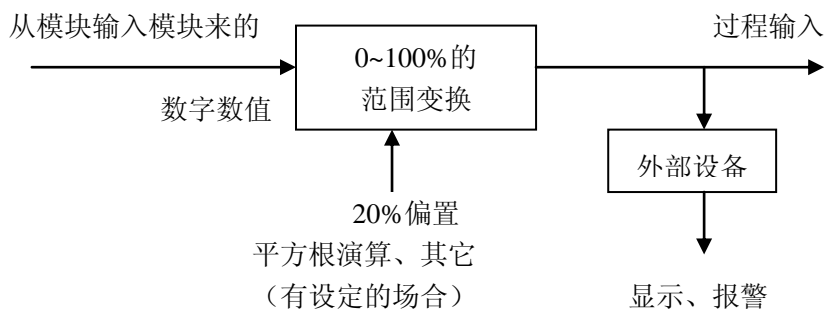 从模块输入模块来的
数字数值
0~100%的
范围变换
过程输入
外部设备
20%偏置
平方根演算、其它
（有设定的场合）
显示、报警